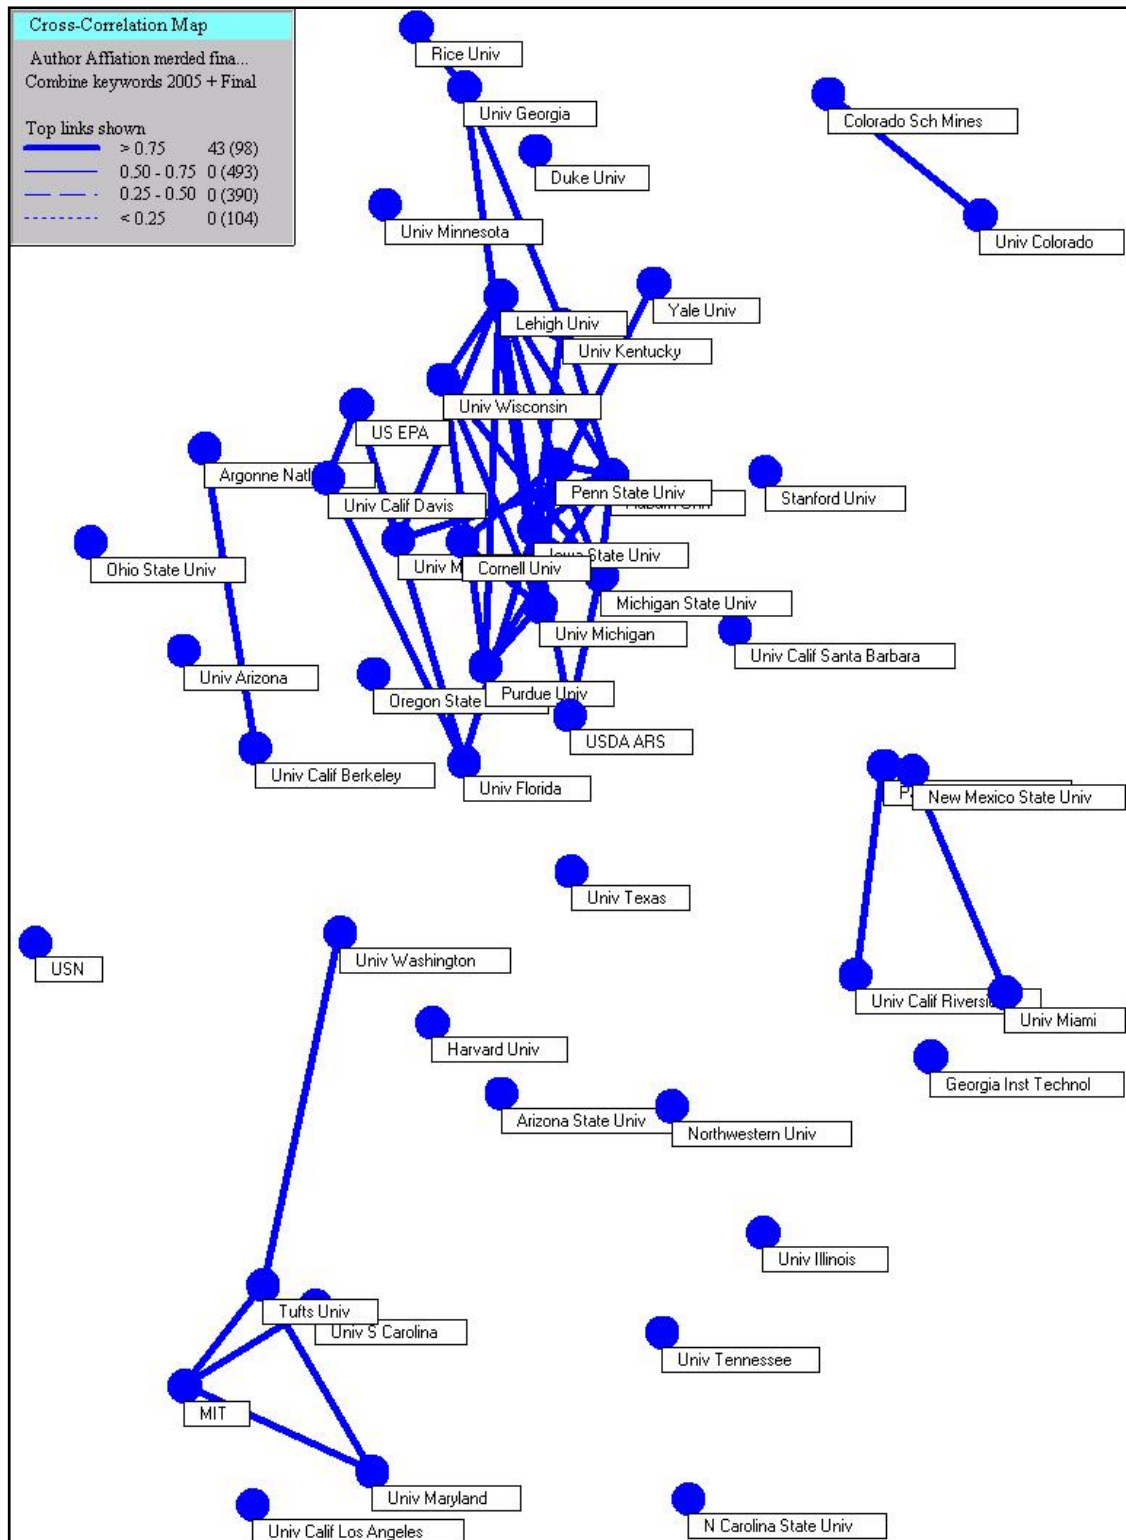 Cross-Correlation Map
Author Affiation merded fina...
Combine keywords 2005 + Final
Top links shown
> 0.75 43 (98)
0.50 - 0.75 0 (493)
0.25 - 0.50 0 (390)
< 0.25 0 (104)
Rice Univ
Univ Georgia
Colorado Sch Mines
Duke Univ
Univ Minnesota
Univ Colorado
Yale Univ
Lehigh Univ
Univ Kentucky
Univ Wisconsin
US EPA
Argonne Natl
Penn State Univ
Stanford Univ
Univ Calif Davis
Iowa State Univ
Ohio State Univ
Univ M
Cornell Univ
Michigan State Univ
Univ Michigan
Univ Calif Santa Barbara
Univ Arizona
Oregon State
Purdue Univ
USDA ARS
Univ Calif Berkeley
Univ Florida
New Mexico State Univ
Univ Texas
Univ Washington
USN
Univ Calif Riverside
Univ Miami
Harvard Univ
Georgia Inst Technol
Arizona State Univ
Northwestern Univ
Univ Illinois
Tufts Univ
Univ S Carolina
Univ Tennessee
MIT
Univ Maryland
N Carolina State Univ
Univ Calif Los Angeles